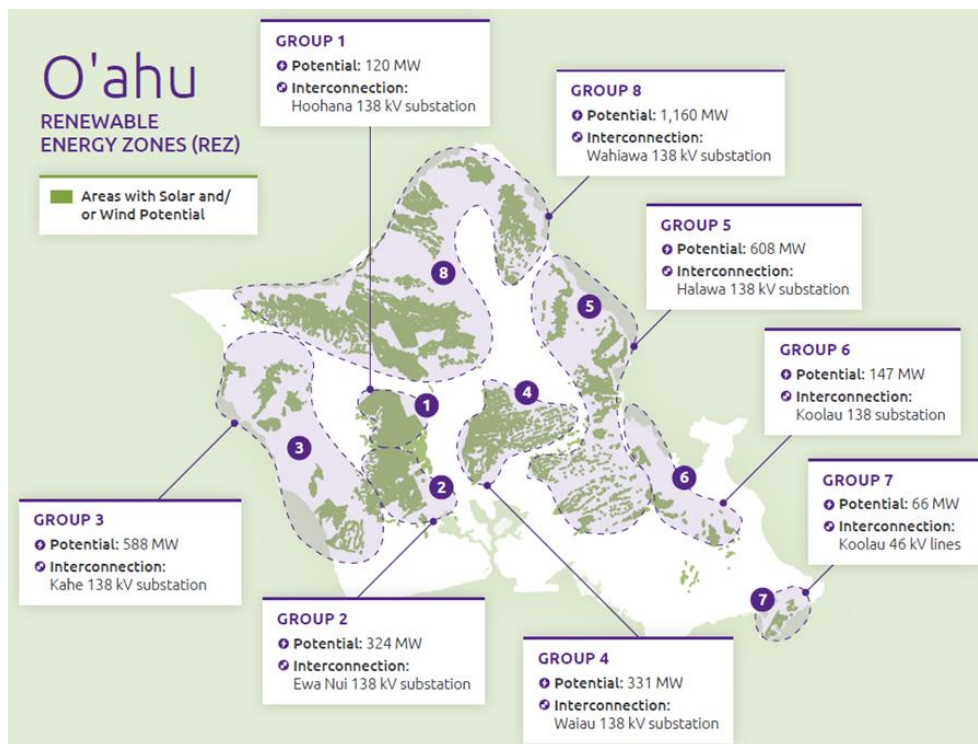 O'ahu
RENEWABLE
ENERGY ZONES (REZ)
Areas with Solar and/
or Wind Potential
GROUP 1
Potential: 120 MW
Interconnection:
Hoohana 138 kV substation
GROUP 8
Potential: 1,160 MW
Interconnection:
Wahiawa 138 kV substation
GROUP 5
Potential: 608 MW
Interconnection:
Halawa 138 kV substation
GROUP 6
Potential: 147 MW
Interconnection:
Koolau 138 substation
GROUP 7
Potential: 66 MW
Interconnection:
Koolau 46 kV lines
GROUP 3
Potential: 588 MW
Interconnection:
Kahe 138 kV substation
GROUP 2
Potential: 324 MW
Interconnection:
Ewa Nui 138 kV substation
GROUP 4
Potential: 331 MW
Interconnection:
Waiau 138 kV substation
8
5
4
1
3
6
2
7